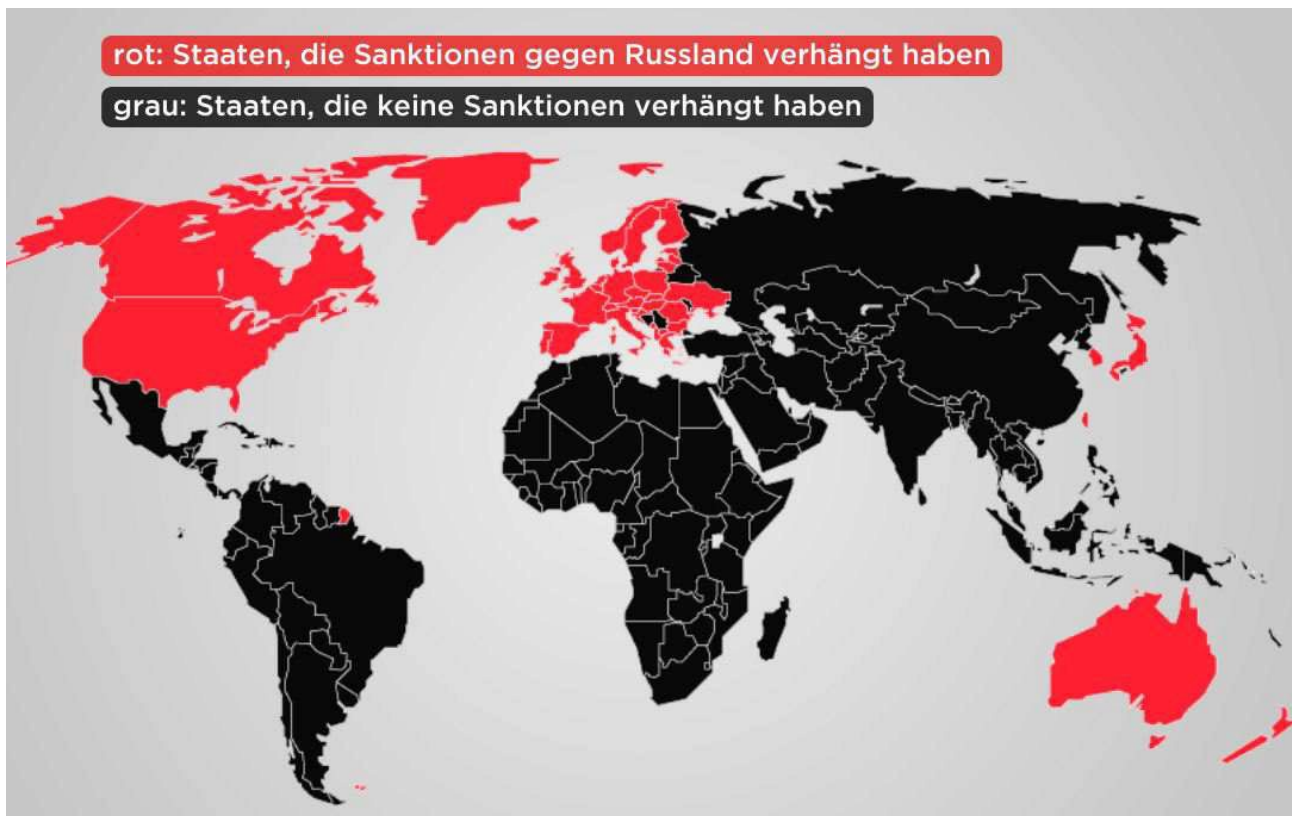 rot: Staaten, die Sanktionen gegen Russland verhängt haben
grau: Staaten, die keine Sanktionen verhängt haben